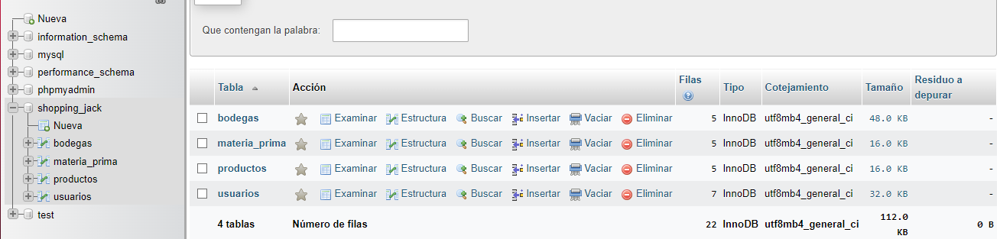 Nueva
information_schema
mysql
performance_schema
phpmyadmin
shopping_jack
Nueva
bodegas
materia_prima
productos
usuarios
test
Que contengan la palabra:
Tabla Acción Filas Tipo Cotejamiento Tamaño Residuo a depurar
bodegas Examinar Estructura Buscar Insertar Vaciar Eliminar 5 InnoDB utf8mb4_general_ci 48.0 KB -
materia_prima Examinar Estructura Buscar Insertar Vaciar Eliminar 5 InnoDB utf8mb4_general_ci 16.0 KB -
productos Examinar Estructura Buscar Insertar Vaciar Eliminar 5 InnoDB utf8mb4_general_ci 16.0 KB -
usuarios Examinar Estructura Buscar Insertar Vaciar Eliminar 7 InnoDB utf8mb4_general_ci 32.0 KB -
4 tablas Número de filas 22 InnoDB utf8mb4_general_ci 112.0 KB 0 B